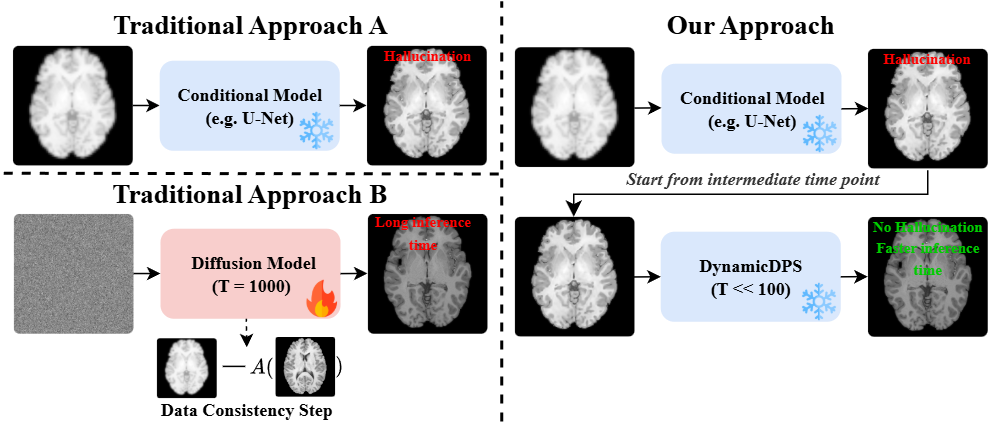 Traditional Approach A
Conditional Model
(e.g. U-Net)
Hallucination
Traditional Approach B
Diffusion Model
(T = 1000)
Long inference
time
— A( )
Data Consistency Step
Our Approach
Conditional Model
(e.g. U-Net)
Hallucination
Start from intermediate time point
DynamicDPS
(T << 100)
No Hallucination
Faster inference
time